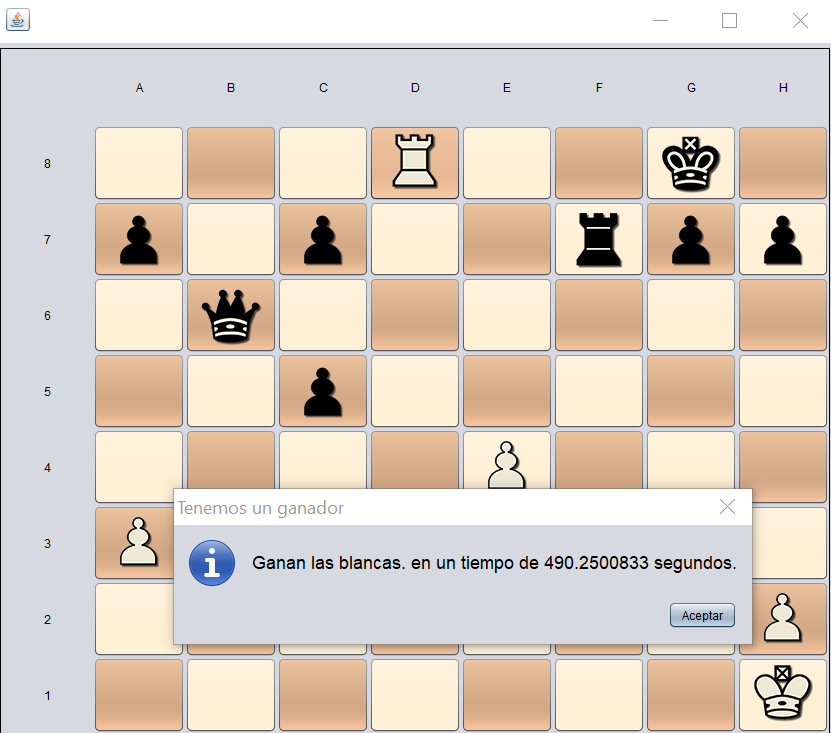 A B C D E F G H
8
7
6
5
4
Tenemos un ganador
3
Ganan las blancas. en un tiempo de 490.2500833 segundos.
Aceptar
2
1